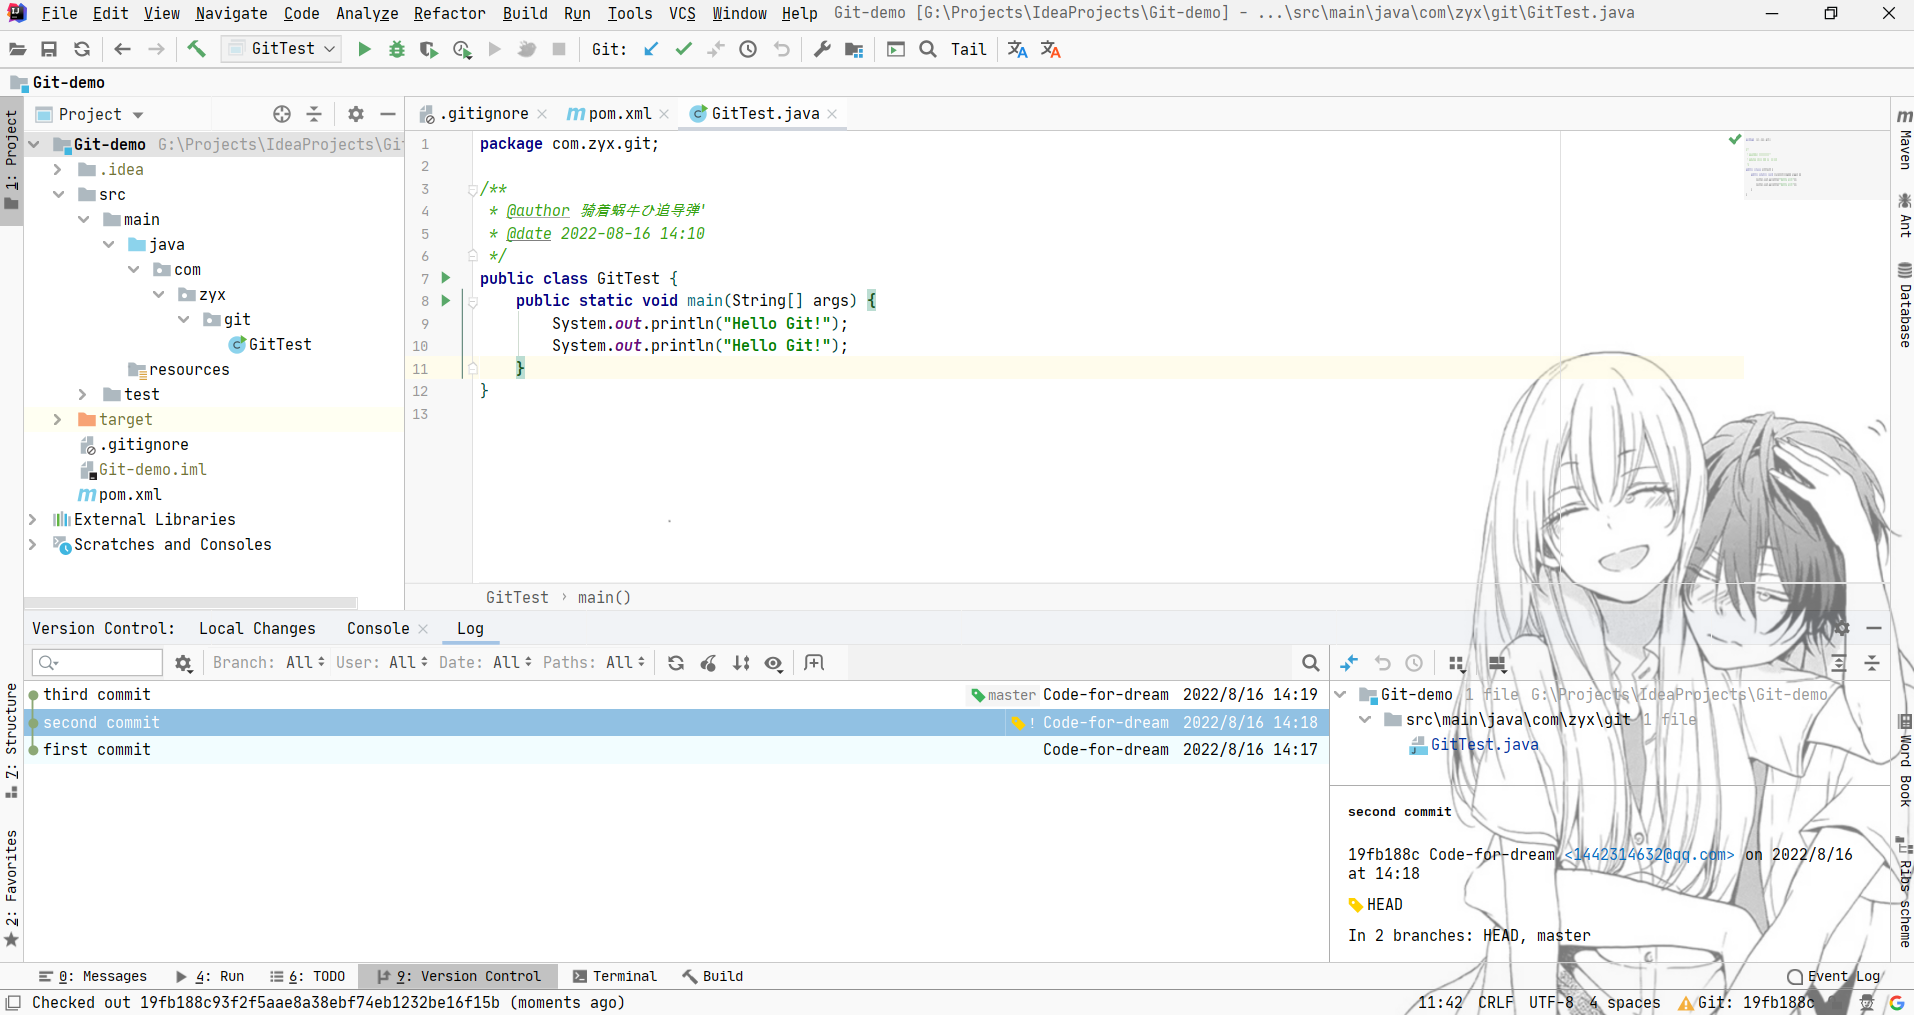 File Edit View Navigate Code Analyze Refactor Build Run Tools VCS Window Help Git-demo [G:\Projects\IdeaProjects\Git-demo] - ...\src\main\java\com\zyx\git\GitTest.java
GitTest Git: Tail
Git-demo
1: Project
Project
Git-demo G:\Projects\IdeaProjects\Git
.idea
src
main
java
com
zyx
git
GitTest
resources
test
target
.gitignore
Git-demo.iml
pom.xml
External Libraries
Scratches and Consoles
.gitignore pom.xml GitTest.java
1 package com.zyx.git;
2
3 /**
4 * @author 骑着蜗牛ひ追导弹'
5 * @date 2022-08-16 14:10
6 */
7 public class GitTest {
8 public static void main(String[] args) {
9 System.out.println("Hello Git!");
10 System.out.println("Hello Git!");
11 }
12 }
13
GitTest › main()
Maven
Ant
Database
Word Book
Ribs-scheme
7: Structure
2: Favorites
Version Control: Local Changes Console Log
Branch: All User: All Date: All Paths: All
third commit master Code-for-dream 2022/8/16 14:19
second commit ! Code-for-dream 2022/8/16 14:18
first commit Code-for-dream 2022/8/16 14:17
Git-demo 1 file G:\Projects\IdeaProjects\Git-demo
src\main\java\com\zyx\git 1 file
GitTest.java
second commit
19fb188c Code-for-dream <1442314632@qq.com> on 2022/8/16
at 14:18
HEAD
In 2 branches: HEAD, master
0: Messages 4: Run 6: TODO 9: Version Control Terminal Build Event Log
Checked out 19fb188c93f2f5aae8a38ebf74eb1232be16f15b (moments ago) 11:42 CRLF UTF-8 4 spaces Git: 19fb188c